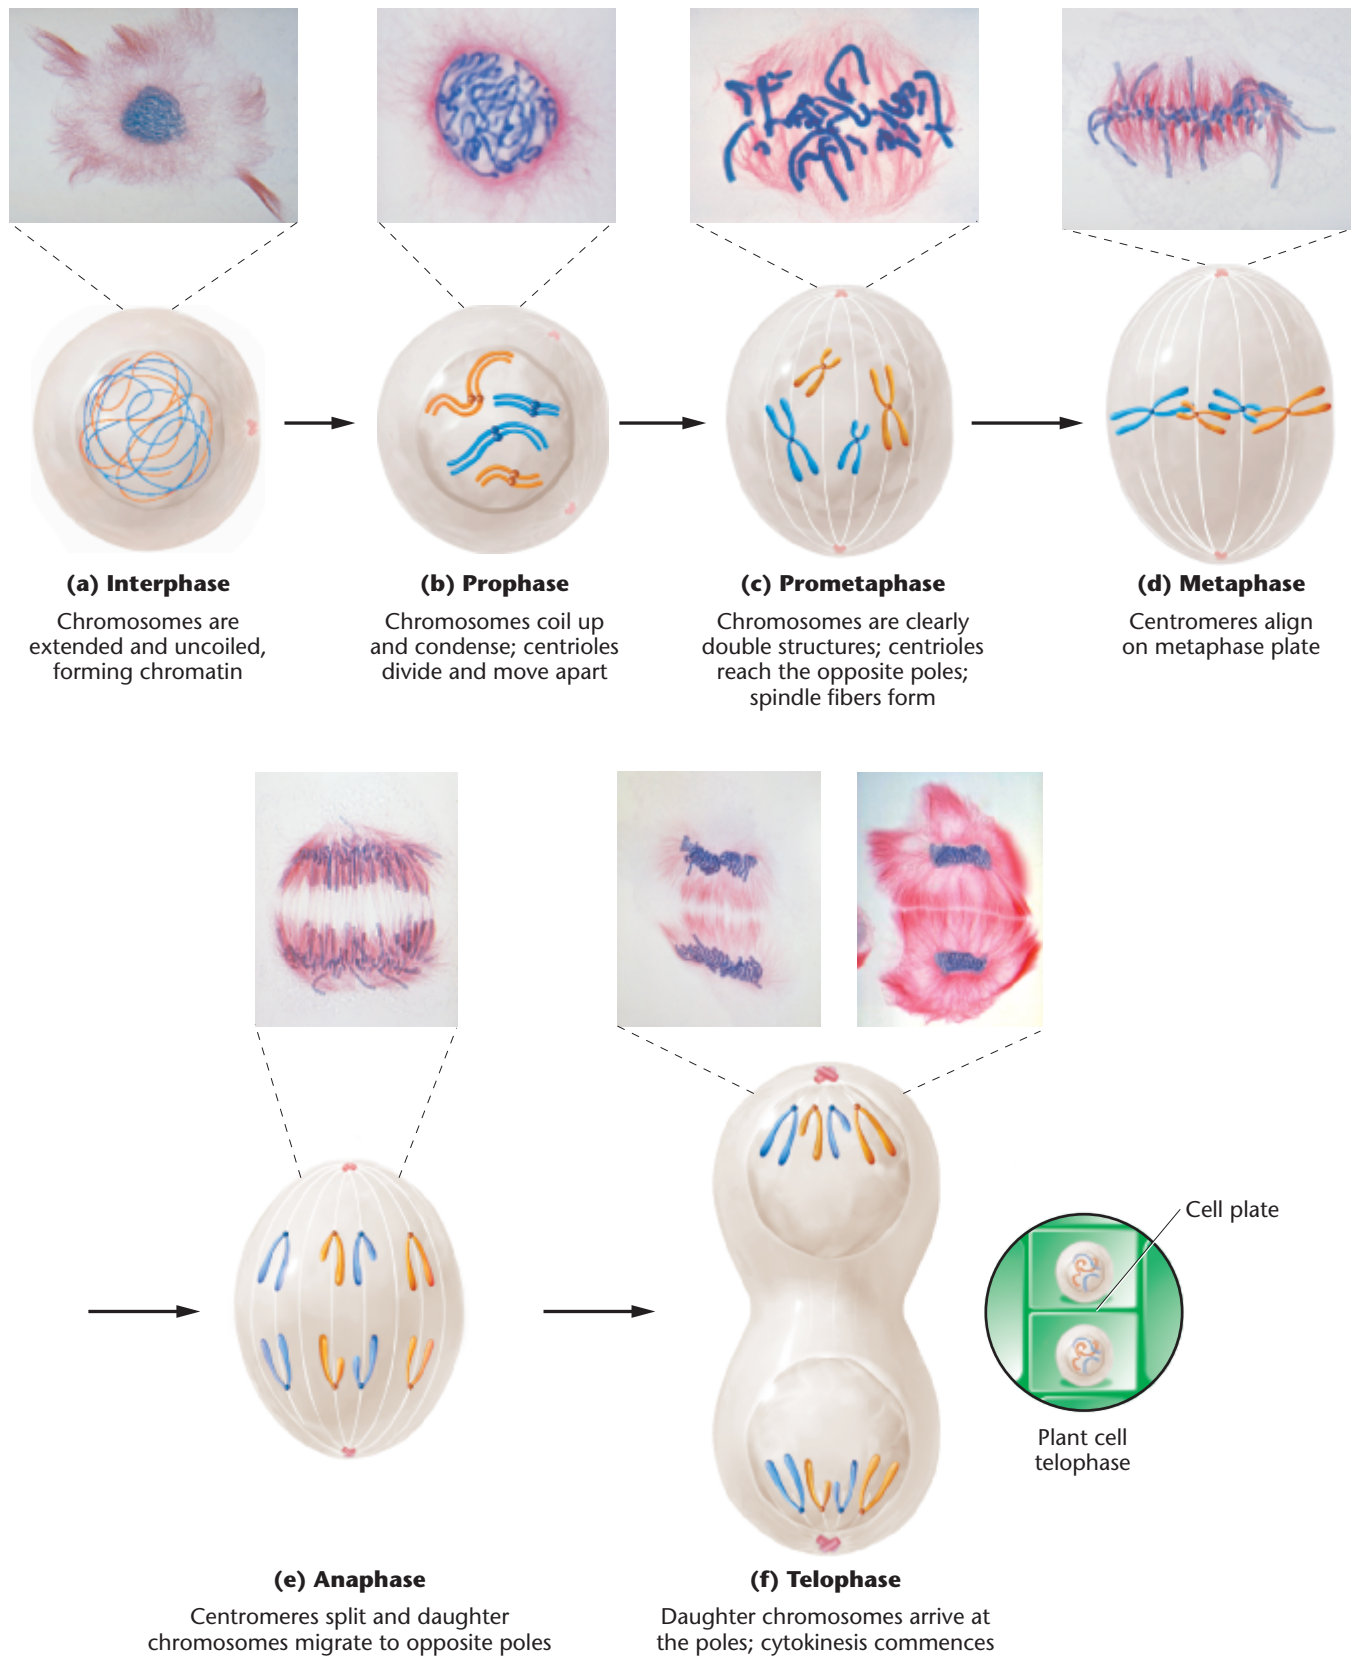 (a) Interphase
Chromosomes are
extended and uncoiled,
forming chromatin
(b) Prophase
Chromosomes coil up
and condense; centrioles
divide and move apart
(c) Prometaphase
Chromosomes are clearly
double structures; centrioles
reach the opposite poles;
spindle fibers form
(d) Metaphase
Centromeres align
on metaphase plate
Cell plate
Plant cell
telophase
(e) Anaphase
Centromeres split and daughter
chromosomes migrate to opposite poles
(f) Telophase
Daughter chromosomes arrive at
the poles; cytokinesis commences